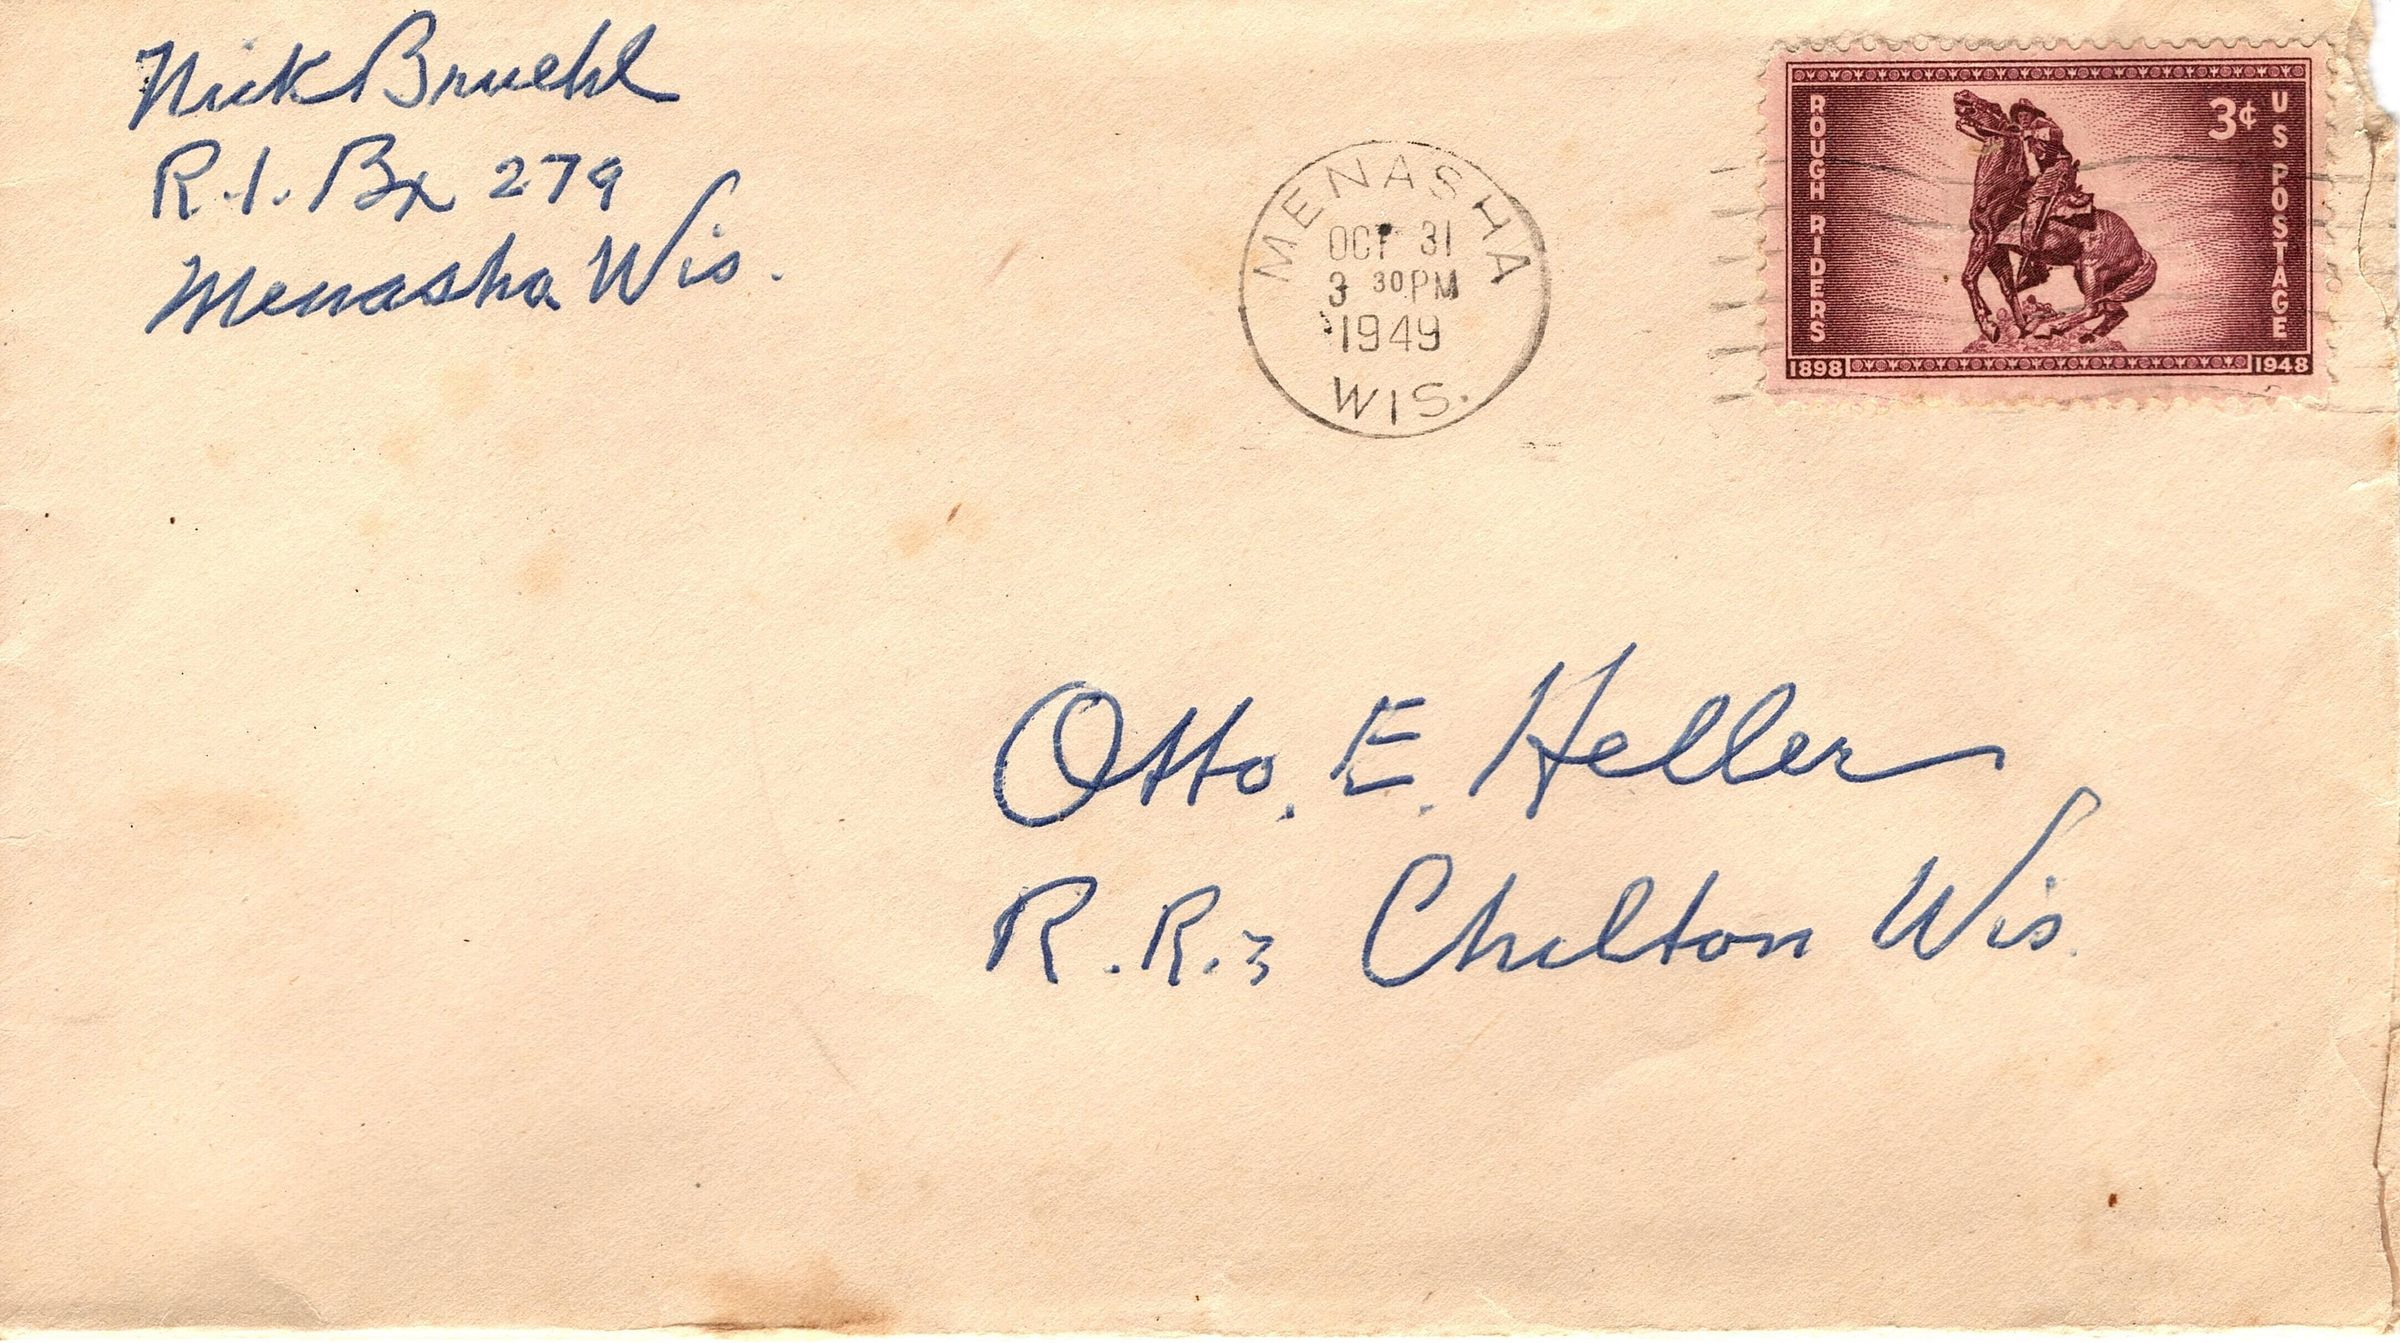 Nick Bruehl
R.1. Bx 279
Menasha Wis.
MENASHA
OCT 31
3 30 PM
1949
WIS.
ROUGH RIDERS
3¢
U S POSTAGE
1898
1948
Otto. E. Heller
R.R.3 Chilton Wis.